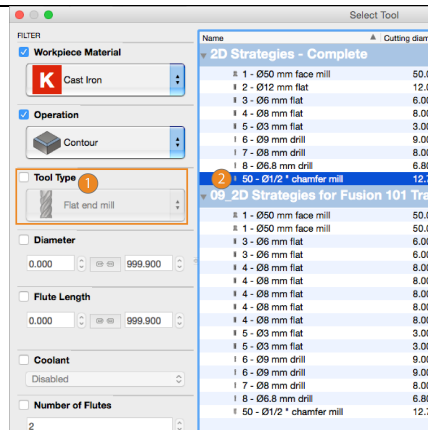 Select Tool
FILTER
Workpiece Material
K Cast Iron
Operation
Contour
Tool Type
1
Flat end mill
Diameter
0.000 999.900
Flute Length
0.000 999.900
Coolant
Disabled
Number of Flutes
2
Name Cutting diam
2D Strategies - Complete
1 - Ø50 mm face mill 50.0
2 - Ø12 mm flat 12.0
3 - Ø6 mm flat 6.00
4 - Ø8 mm flat 8.00
5 - Ø3 mm flat 3.00
6 - Ø9 mm drill 9.00
7 - Ø8 mm drill 8.00
8 - Ø6.8 mm drill 6.80
2 50 - Ø1/2 " chamfer mill 12.7
09_2D Strategies for Fusion 101 Tra
1 - Ø50 mm face mill 50.0
1 - Ø50 mm face mill 50.0
3 - Ø6 mm flat 6.00
3 - Ø6 mm flat 6.00
4 - Ø8 mm flat 8.00
4 - Ø8 mm flat 8.00
4 - Ø8 mm flat 8.00
4 - Ø8 mm flat 8.00
5 - Ø3 mm flat 3.00
5 - Ø3 mm flat 3.00
6 - Ø9 mm drill 9.00
6 - Ø9 mm drill 9.00
7 - Ø8 mm drill 8.00
8 - Ø6.8 mm drill 6.80
50 - Ø1/2 " chamfer mill 12.7